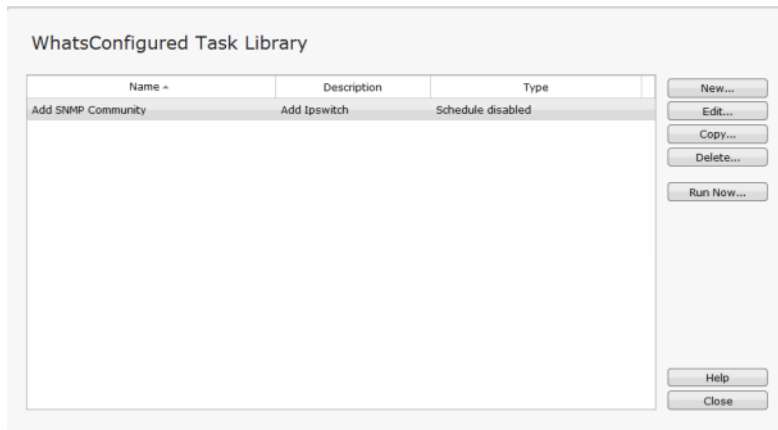 WhatsConfigured Task Library
Name Description Type
Add SNMP Community Add Ipswitch Schedule disabled
New...
Edit...
Copy...
Delete...
Run Now...
Help
Close